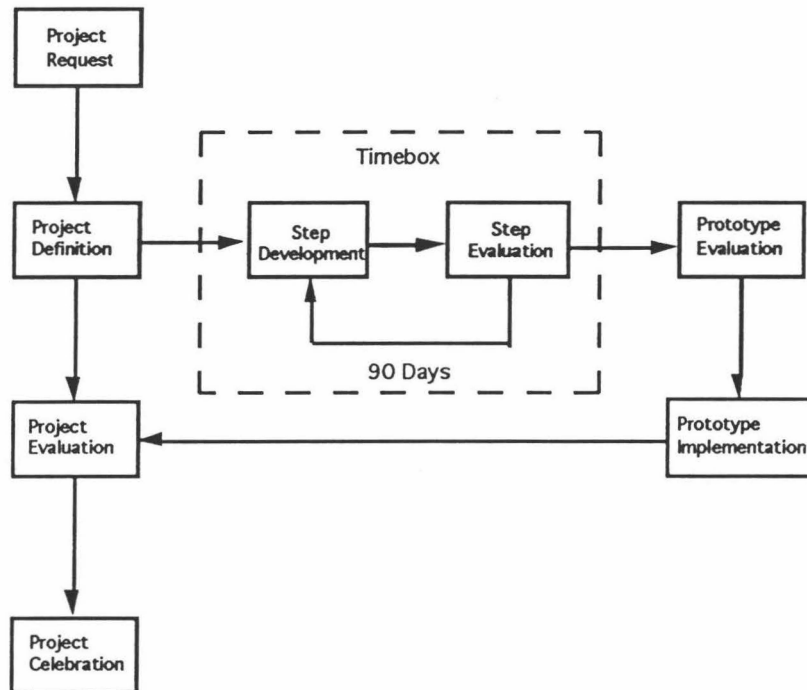 Project
Request
Timebox
Project
Definition
Step
Development
Step
Evaluation
Prototype
Evaluation
90 Days
Project
Evaluation
Prototype
Implementation
Project
Celebration